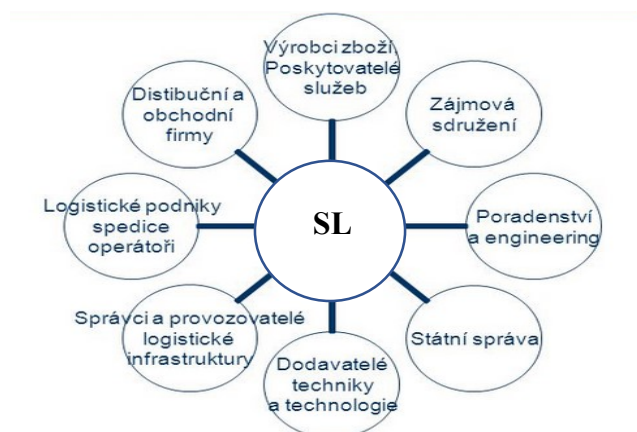 Výrobci zboží,
Poskytovatelé
služeb
Zájmová
sdružení
Poradenství
a engineering
Státní správa
Dodavatelé
techniky
a technologie
Správci a provozovatelé
logistické
infrastruktury
Logistické podniky
spedice
operátoři
Distibuční a
obchodní
firmy
SL